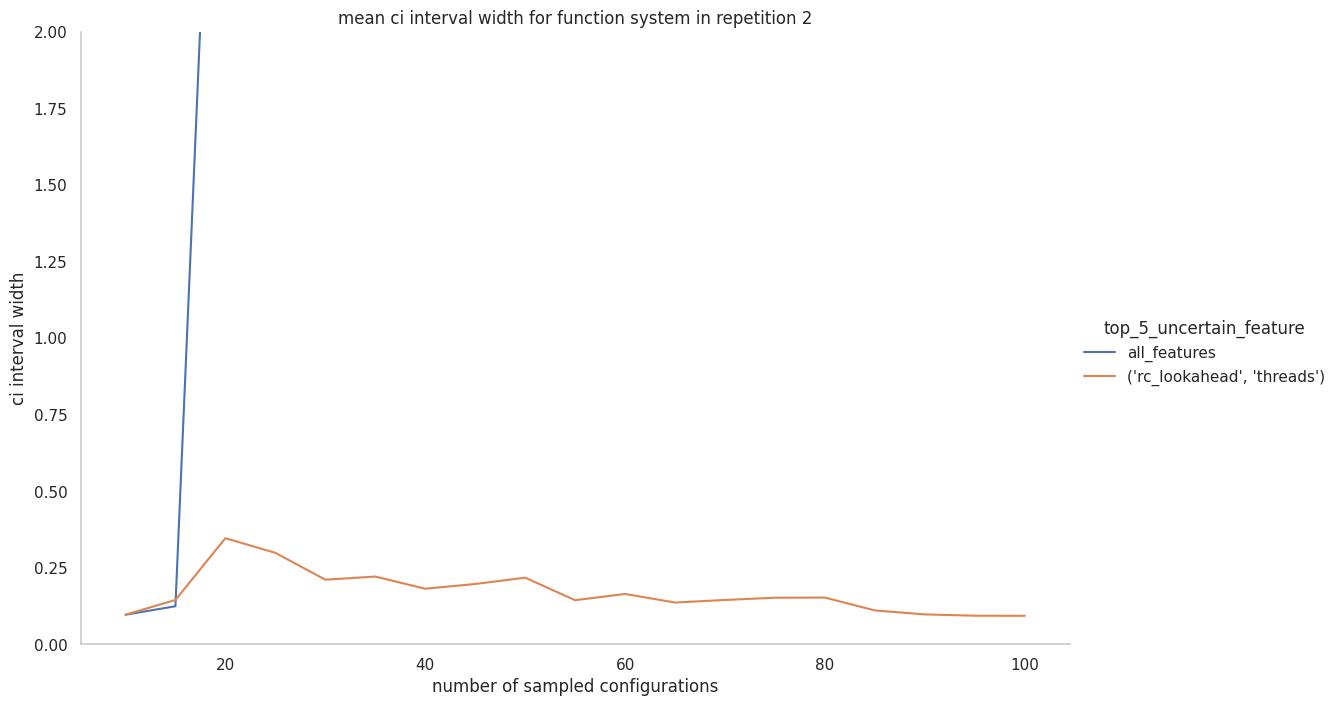 mean ci interval width for function system in repetition 2
2.00
1.75
1.50
1.25
1.00
0.75
0.50
0.25
0.00
ci interval width
20
40
60
80
100
number of sampled configurations
top_5_uncertain_feature
all_features
('rc_lookahead', 'threads')